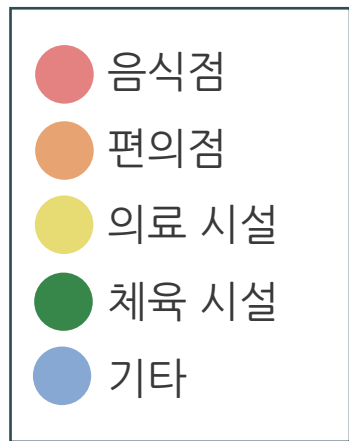 음식점
편의점
의료 시설
체육 시설
기타